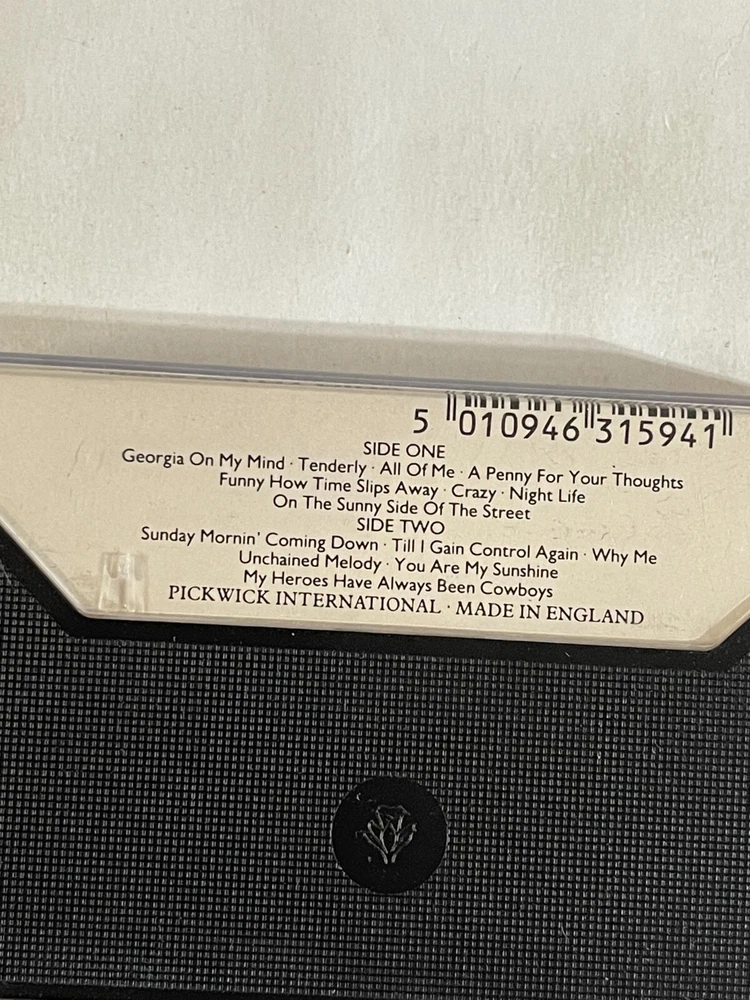 5 010946 315941
SIDE ONE
Georgia On My Mind · Tenderly · All Of Me · A Penny For Your Thoughts
Funny How Time Slips Away · Crazy · Night Life
On The Sunny Side Of The Street
SIDE TWO
Sunday Mornin' Coming Down · Till I Gain Control Again · Why Me
Unchained Melody · You Are My Sunshine
My Heroes Have Always Been Cowboys
PICKWICK INTERNATIONAL · MADE IN ENGLAND